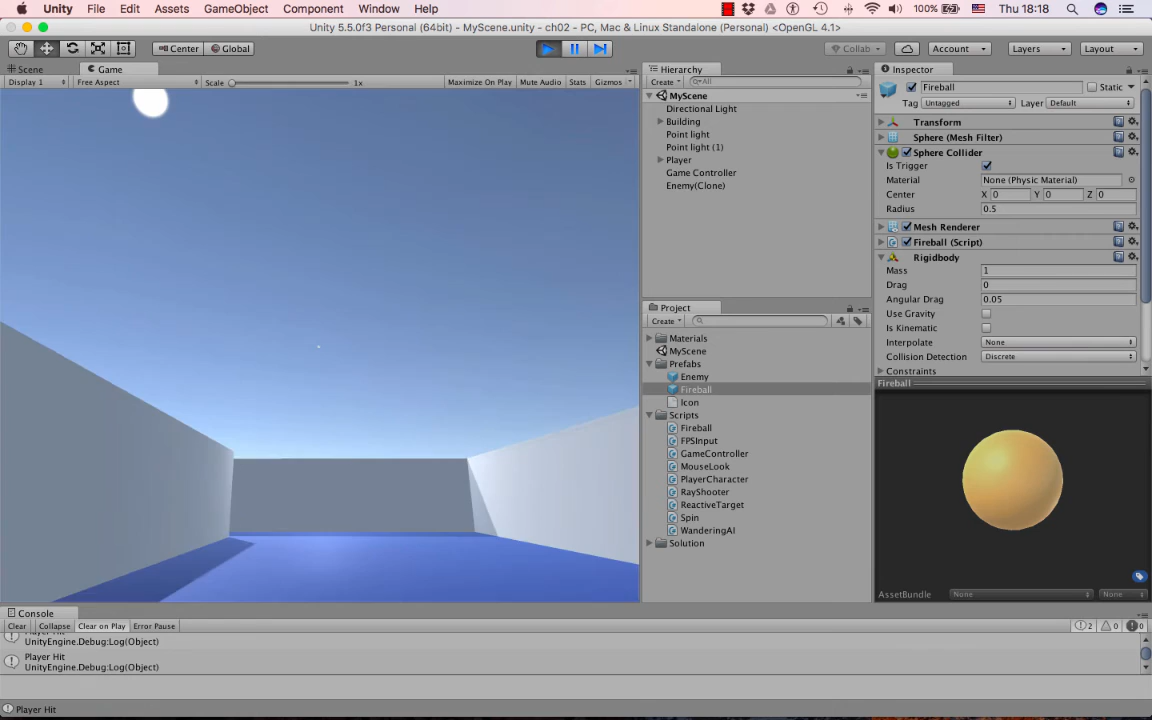 Unity File Edit Assets GameObject Component Window Help 100% Thu 18:18
Unity 5.5.0f3 Personal (64bit) - MyScene.unity - ch02 - PC, Mac & Linux Standalone (Personal) <OpenGL 4.1>
Center Global Collab Account Layers Layout
Scene Game
Display 1 Free Aspect Scale 1x Maximize On Play Mute Audio Stats Gizmos
Hierarchy
Create All
MyScene
Directional Light
Building
Point light
Point light (1)
Player
Game Controller
Enemy(Clone)
Project
Create
Materials
MyScene
Prefabs
Enemy
Fireball
Icon
Scripts
Fireball
FPSInput
GameController
MouseLook
PlayerCharacter
RayShooter
ReactiveTarget
Spin
WanderingAI
Solution
Inspector
Fireball Static
Tag Untagged Layer Default
Transform
Sphere (Mesh Filter)
Sphere Collider
Is Trigger
Material None (Physic Material)
Center X 0 Y 0 Z 0
Radius 0.5
Mesh Renderer
Fireball (Script)
Rigidbody
Mass 1
Drag 0
Angular Drag 0.05
Use Gravity
Is Kinematic
Interpolate None
Collision Detection Discrete
Constraints
Fireball
AssetBundle None None
Console
Clear Collapse Clear on Play Error Pause 2 0 0
Player Hit
UnityEngine.Debug:Log(Object)
Player Hit
UnityEngine.Debug:Log(Object)
Player Hit